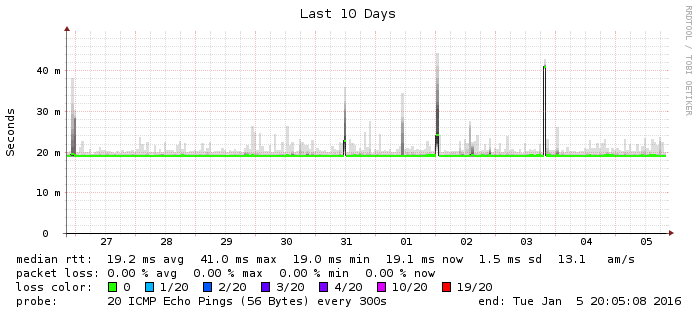 Last 10 Days
RRDTOOL / TOBI OETIKER
Seconds
40 m
30 m
20 m
10 m
0
27 28 29 30 31 01 02 03 04 05
median rtt: 19.2 ms avg 41.0 ms max 19.0 ms min 19.1 ms now 1.5 ms sd 13.1 am/s
packet loss: 0.00 % avg 0.00 % max 0.00 % min 0.00 % now
loss color: 0 1/20 2/20 3/20 4/20 10/20 19/20
probe: 20 ICMP Echo Pings (56 Bytes) every 300s end: Tue Jan 5 20:05:08 2016